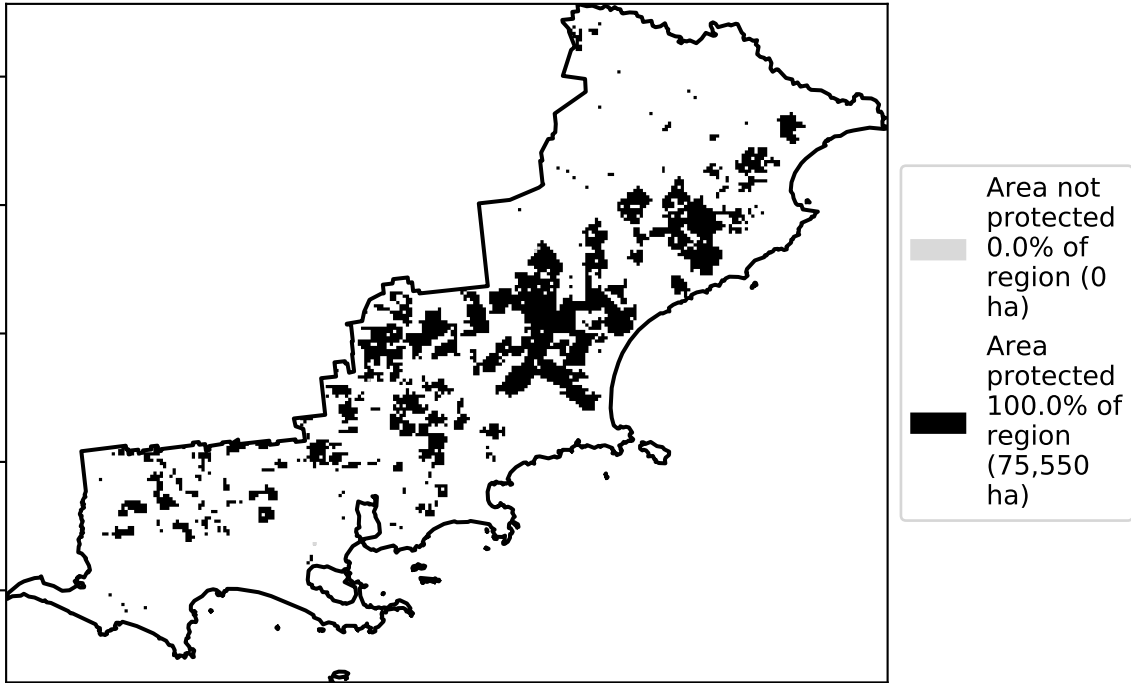 Area not
protected
0.0% of
region (0
ha)
Area
protected
100.0% of
region
(75,550
ha)